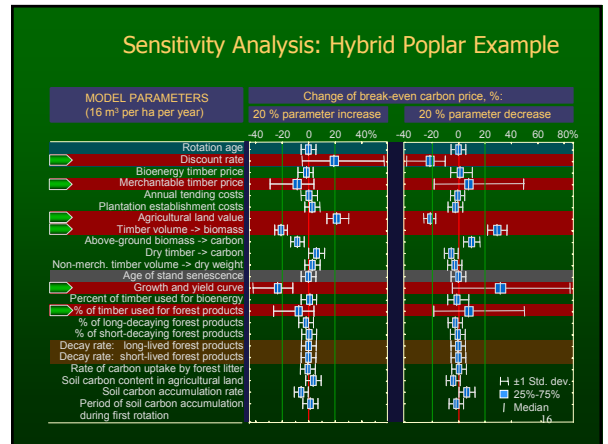 Sensitivity Analysis: Hybrid Poplar Example
MODEL PARAMETERS
(16 m³ per ha per year)
Change of break-even carbon price, %:
20 % parameter increase
20 % parameter decrease
-40 -20 0 20 40%
-40 -20 0 20 40 60 80%
Rotation age
Discount rate
Bioenergy timber price
Merchantable timber price
Annual tending costs
Plantation establishment costs
Agricultural land value
Timber volume -> biomass
Above-ground biomass -> carbon
Dry timber -> carbon
Non-merch. timber volume -> dry weight
Age of stand senescence
Growth and yield curve
Percent of timber used for bioenergy
% of timber used for forest products
% of long-decaying forest products
% of short-decaying forest products
Decay rate: long-lived forest products
Decay rate: short-lived forest products
Rate of carbon uptake by forest litter
Soil carbon content in agricultural land
Soil carbon accumulation rate
Period of soil carbon accumulation
during first rotation
±1 Std. dev.
25%-75%
Median
16